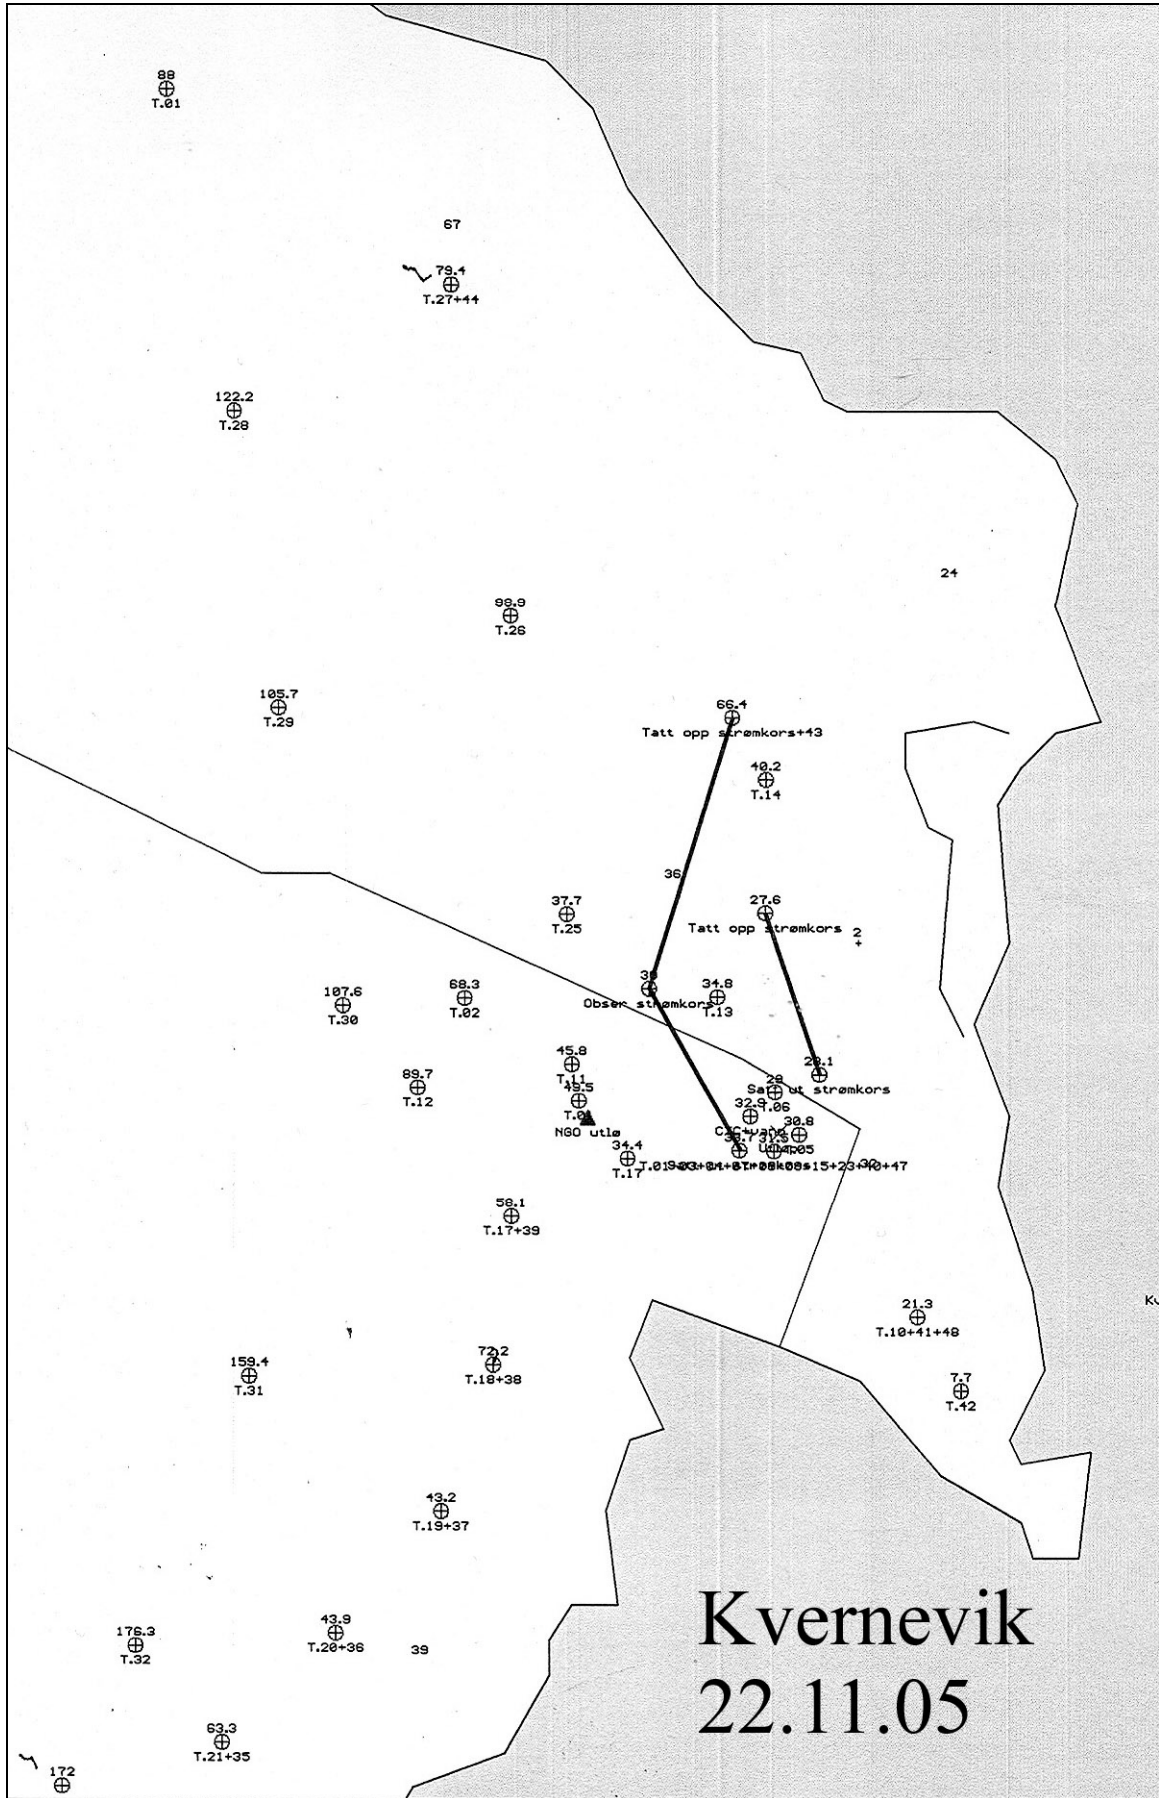 88
T.01
67
79.4
T.27+44
122.2
T.28
24
98.9
T.26
105.7
T.29
66.4
Tatt opp strømkors+43
40.2
T.14
36
37.7
T.25
27.6
Tatt opp strømkors
2
+
107.6
T.30
68.3
T.02
Obser strømkors
34.8
T.13
45.8
T.11
89.7
T.12
49.5
NGO utlø
29
T.06
Satt ut strømkors
32.9
30.8
34.4
T.17
58.1
T.17+39
21.3
T.10+41+48
Kv
159.4
T.31
72.2
T.18+38
7.7
T.42
43.2
T.19+37
176.3
T.32
43.9
T.20+36
39
63.3
T.21+35
172
Kvernevik
22.11.05